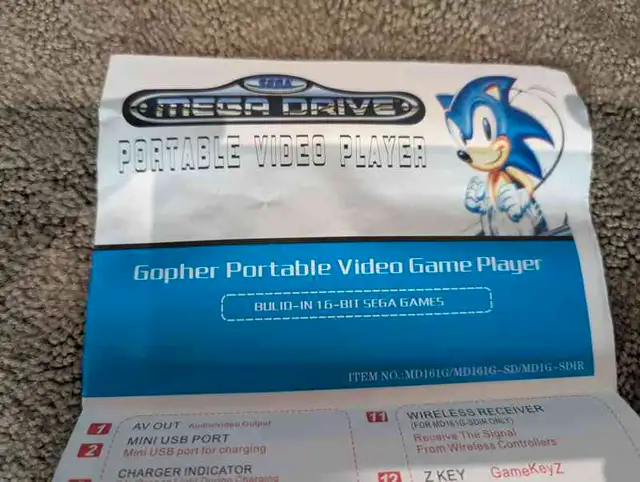 SEGA
MEGA DRIVE
PORTABLE VIDEO PLAYER
Gopher Portable Video Game Player
BULID-IN 16-BIT SEGA GAMES
ITEM NO.:MD161G/MD161G-SD/MD1G-SDIR
1 AV OUT Audio/video Output
2 MINI USB PORT
Mini USB port for charging
CHARGER INDICATOR
Charging
11 WIRELESS RECEIVER
(FOR MD161G-SDIR ONLY)
Receive The Signal
From Wireless Controllers
12 Z KEY GameKeyZ